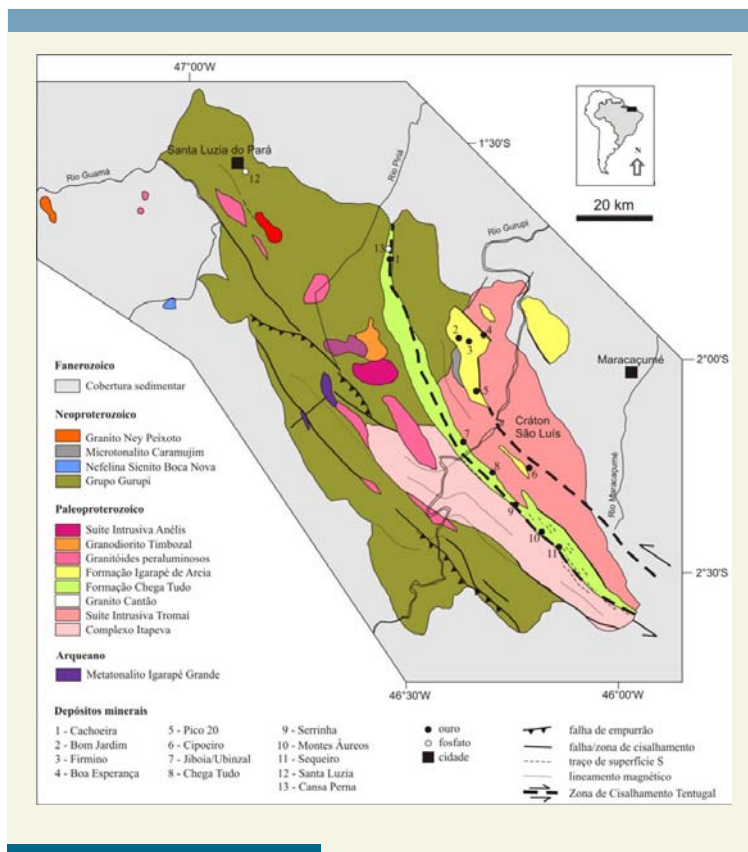 47°00'W
1°30'S
Santa Luzia do Pará
12
Rio Guamá
Rio Piriá
N
20 km
Rio Gurupi
13
1
2
3
4
5
Maracaçumé
2°00'S
Cráton
São Luís
6
7
8
9
10
11
Rio Maracaçumé
2°30'S
46°30'W
46°00'W
Fanerozoico
Cobertura sedimentar
Neoproterozoico
Granito Ney Peixoto
Microtonalito Caramujim
Nefelina Sienito Boca Nova
Grupo Gurupi
Paleoproterozoico
Suíte Intrusiva Anélis
Granodiorito Timbozal
Granitóides peraluminosos
Formação Igarapé de Areia
Formação Chega Tudo
Granito Cantão
Suíte Intrusiva Tromaí
Complexo Itapeva
Arqueano
Metatonalito Igarapé Grande
Depósitos minerais
1 - Cachoeira
2 - Bom Jardim
3 - Firmino
4 - Boa Esperança
5 - Pico 20
6 - Cipoeiro
7 - Jiboia/Ubinzal
8 - Chega Tudo
9 - Serrinha
10 - Montes Áureos
11 - Sequeiro
12 - Santa Luzia
13 - Cansa Perna
ouro
fosfato
cidade
falha de empurrão
falha/zona de cisalhamento
traço de superfície S
lineamento magnético
Zona de Cisalhamento Tentugal